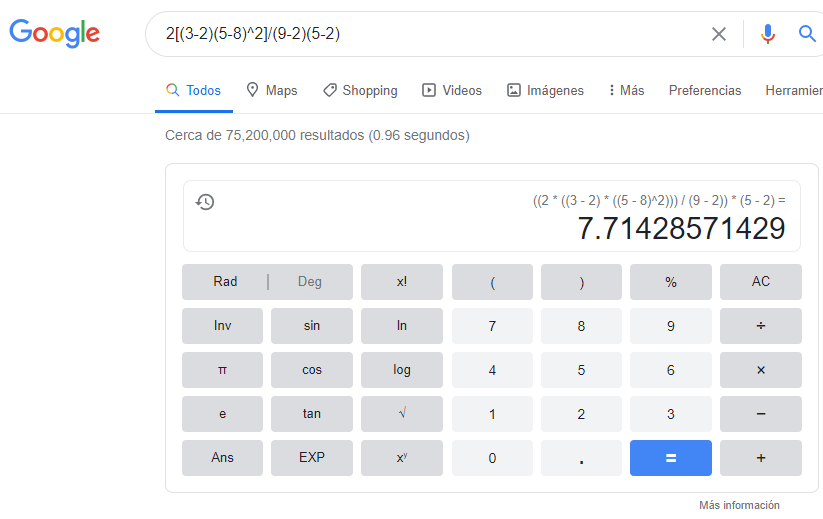 Google
2[(3-2)(5-8)^2]/(9-2)(5-2)
Todos Maps Shopping Videos Imágenes Más Preferencias
Cerca de 75,200,000 resultados (0.96 segundos)
((2 * ((3 - 2) * ((5 - 8)^2))) / (9 - 2)) * (5 - 2) =
7.71428571429
Rad | Deg x! ( ) % AC
Inv sin ln 7 8 9 ÷
π cos log 4 5 6 ×
e tan √ 1 2 3 −
Ans EXP xʸ 0 . = +
Más información